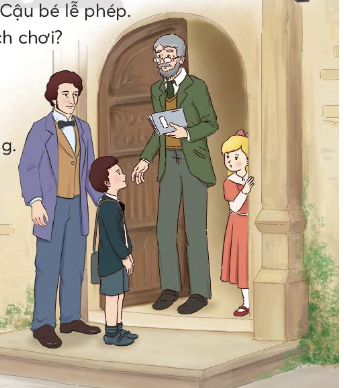 Cậu bé lễ phép.
ch chơi?
g.